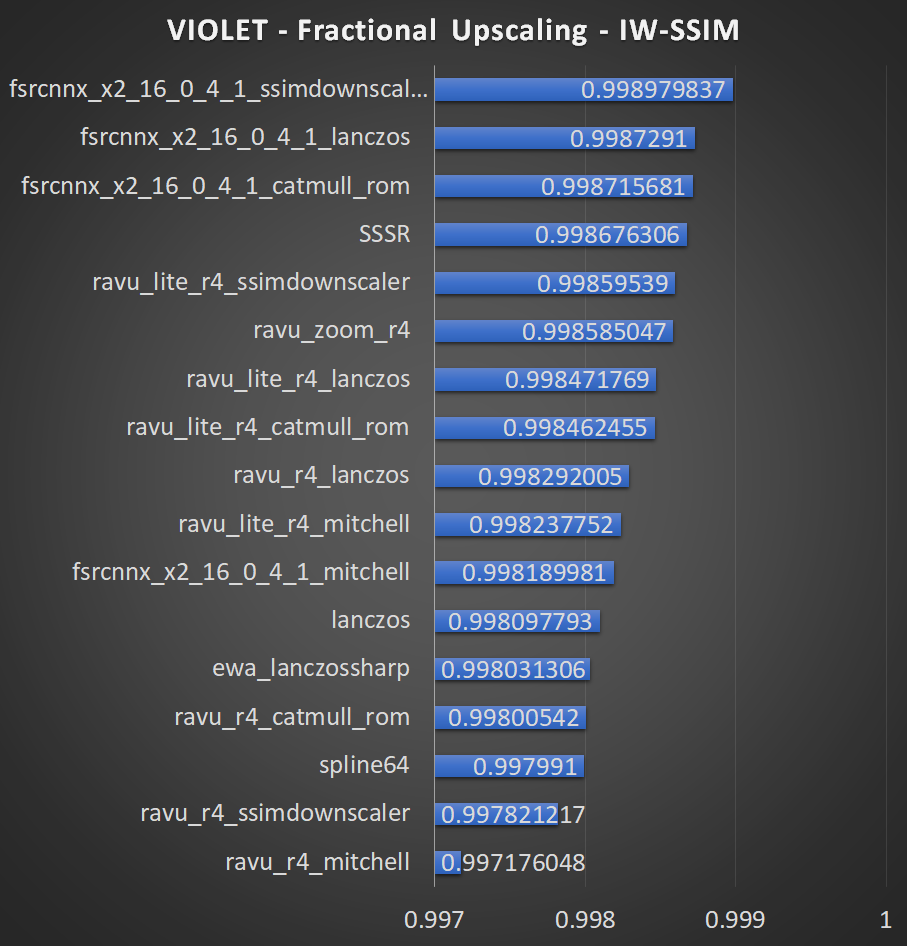 VIOLET - Fractional Upscaling - IW-SSIM
fsrcnnx_x2_16_0_4_1_ssimdownscal... 0.998979837
fsrcnnx_x2_16_0_4_1_lanczos 0.9987291
fsrcnnx_x2_16_0_4_1_catmull_rom 0.998715681
SSSR 0.998676306
ravu_lite_r4_ssimdownscaler 0.99859539
ravu_zoom_r4 0.998585047
ravu_lite_r4_lanczos 0.998471769
ravu_lite_r4_catmull_rom 0.998462455
ravu_r4_lanczos 0.998292005
ravu_lite_r4_mitchell 0.998237752
fsrcnnx_x2_16_0_4_1_mitchell 0.998189981
lanczos 0.998097793
ewa_lanczossharp 0.998031306
ravu_r4_catmull_rom 0.99800542
spline64 0.997991
ravu_r4_ssimdownscaler 0.997821217
ravu_r4_mitchell 0.997176048
0.997 0.998 0.999 1